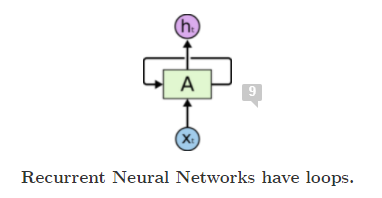 hₜ
A
9
xₜ
Recurrent Neural Networks have loops.